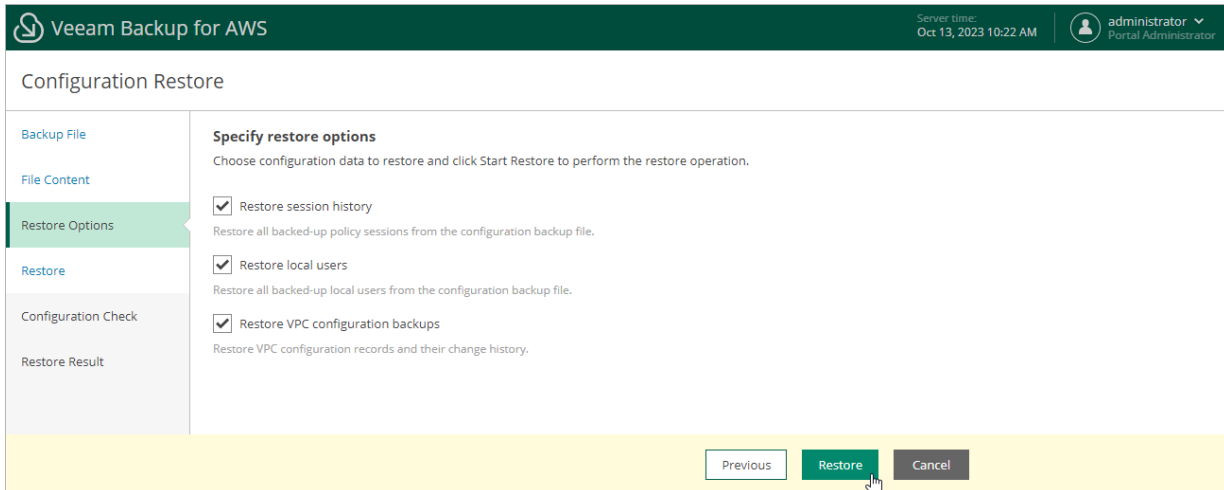 Veeam Backup for AWS
Server time:
Oct 13, 2023 10:22 AM
administrator
Portal Administrator
Configuration Restore
Backup File
File Content
Restore Options
Restore
Configuration Check
Restore Result
Specify restore options
Choose configuration data to restore and click Start Restore to perform the restore operation.
Restore session history
Restore all backed-up policy sessions from the configuration backup file.
Restore local users
Restore all backed-up local users from the configuration backup file.
Restore VPC configuration backups
Restore VPC configuration records and their change history.
Previous
Restore
Cancel